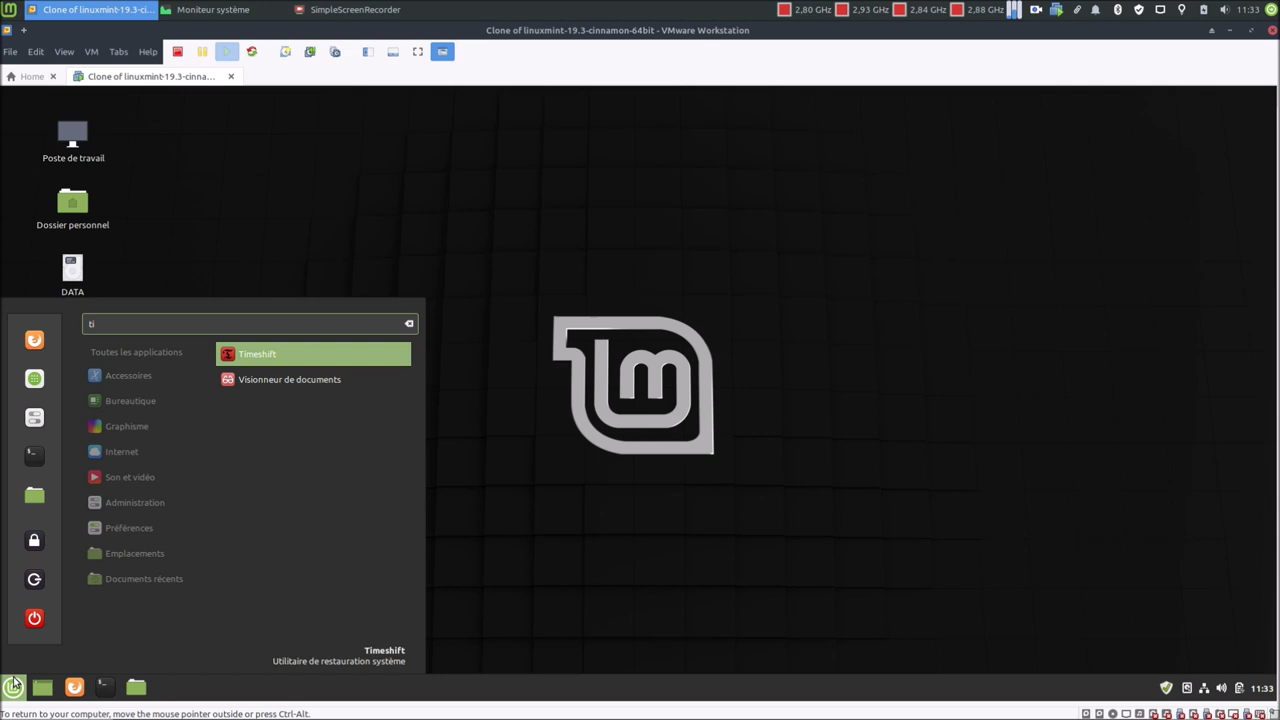 Clone of linuxmint-19.3-ci...
Moniteur système
SimpleScreenRecorder
2,80 GHz
2,93 GHz
2,84 GHz
2,88 GHz
11:33
Clone of linuxmint-19.3-cinnamon-64bit - VMware Workstation
File Edit View VM Tabs Help
Home
Clone of linuxmint-19.3-cinna...
Poste de travail
Dossier personnel
DATA
ti
Toutes les applications
Timeshift
Accessoires
Visionneur de documents
Bureautique
Graphisme
Internet
Son et vidéo
Administration
Préférences
Emplacements
Documents récents
Timeshift
Utilitaire de restauration système
11:33
To return to your computer, move the mouse pointer outside or press Ctrl-Alt.